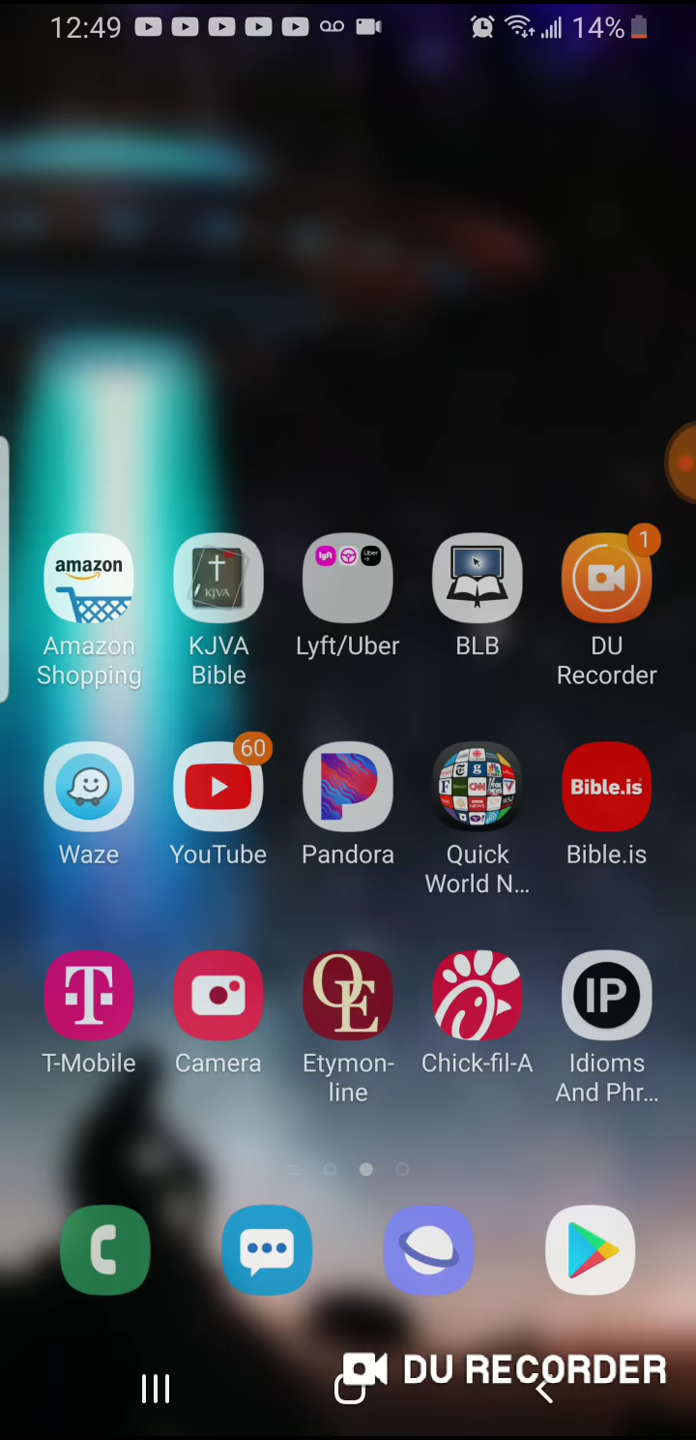 12:49 14%
1
amazon
KJVA
lyft Uber
Amazon Shopping
KJVA Bible
Lyft/Uber
BLB
DU Recorder
60
CNN
Bible.is
Waze
YouTube
Pandora
Quick World N...
Bible.is
T
OE
IP
T-Mobile
Camera
Etymon-line
Chick-fil-A
Idioms And Phr...
DU RECORDER